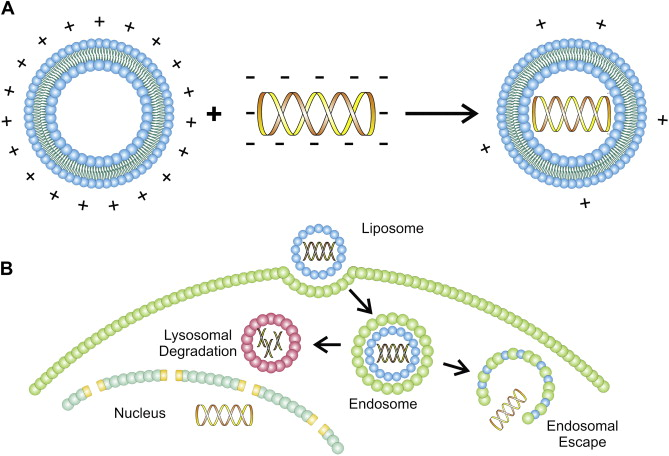 A
B
Liposome
Lysosomal
Degradation
Endosome
Nucleus
Endosomal
Escape